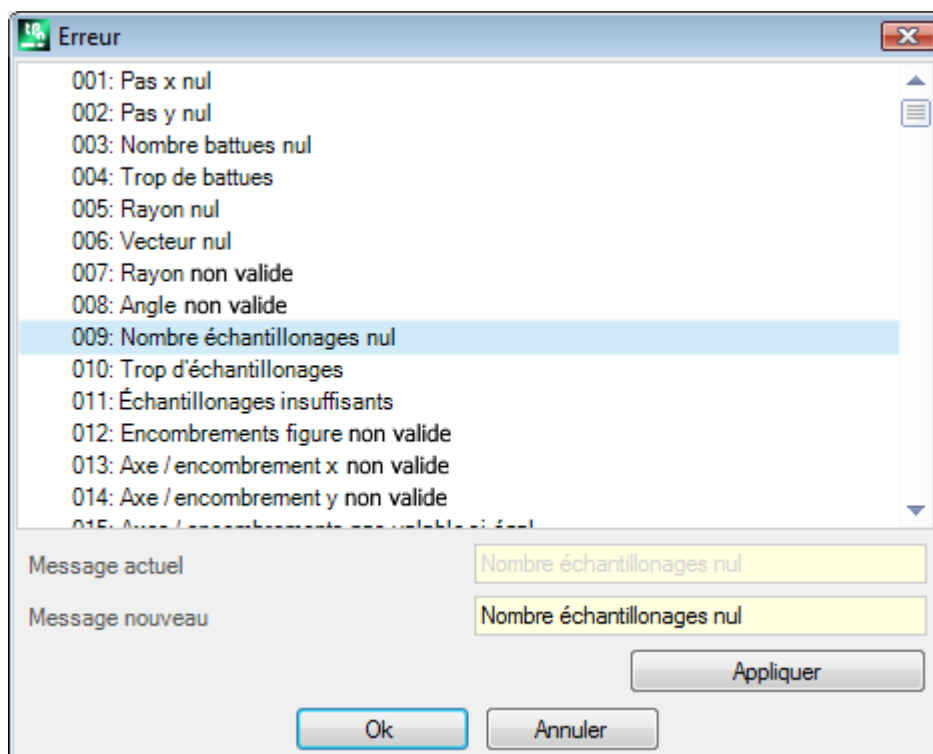 Erreur
001: Pas x nul
002: Pas y nul
003: Nombre battues nul
004: Trop de battues
005: Rayon nul
006: Vecteur nul
007: Rayon non valide
008: Angle non valide
009: Nombre échantillonages nul
010: Trop d'échantillonages
011: Échantillonages insuffisants
012: Encombrements figure non valide
013: Axe / encombrement x non valide
014: Axe / encombrement y non valide
Message actuel
Nombre échantillonages nul
Message nouveau
Nombre échantillonages nul
Appliquer
Ok
Annuler